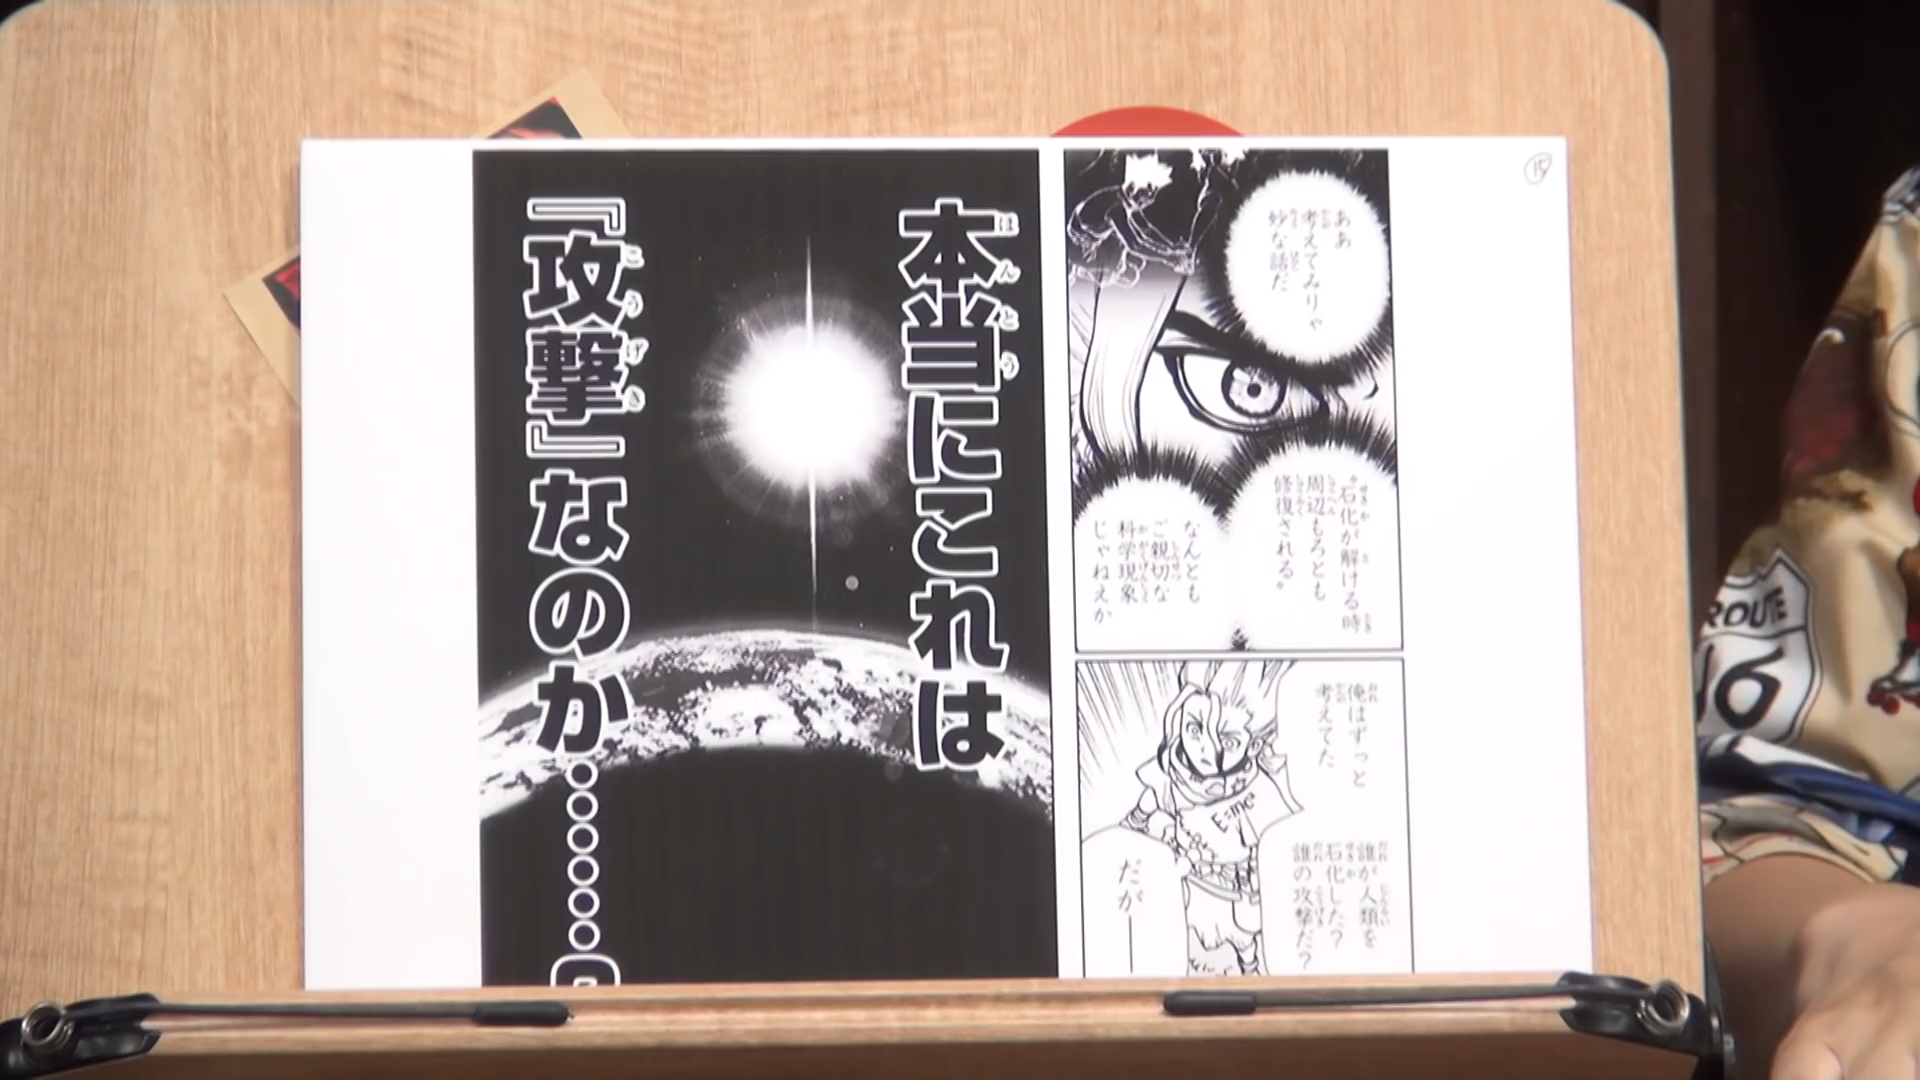 ⑮
ああ
考えてみりゃ
妙な話だ
“石化が解ける時
周辺もろとも
修復される”
なんとも
ご親切な
科学現象
じゃねえか
俺はずっと
考えてた
誰が人類を
石化した？
誰の攻撃だ？
E=mc²
だが──
本当にこれは
『攻撃』なのか……?
ROUTE